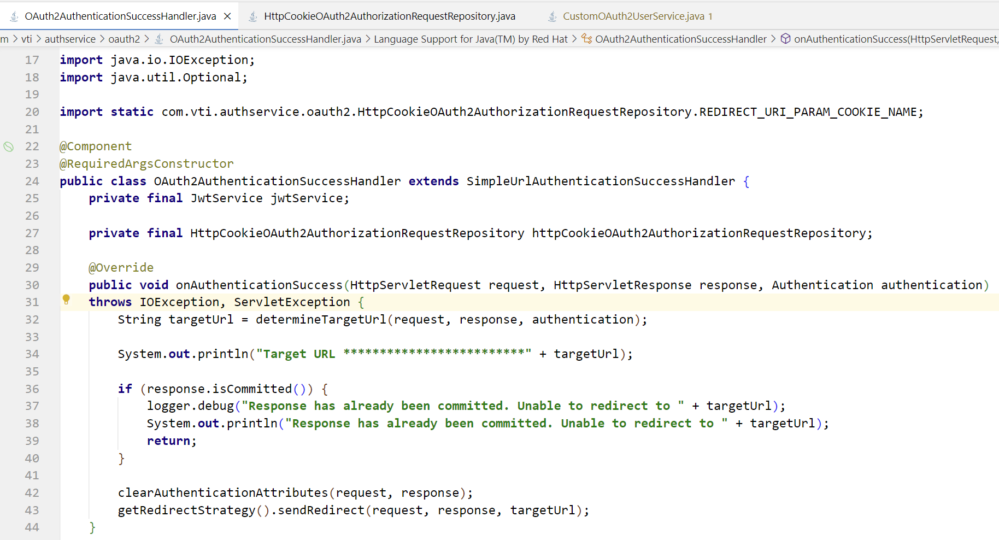 OAuth2AuthenticationSuccessHandler.java × HttpCookieOAuth2AuthorizationRequestRepository.java CustomOAuth2UserService.java 1
m > vti > authservice > oauth2 > OAuth2AuthenticationSuccessHandler.java > Language Support for Java(TM) by Red Hat > OAuth2AuthenticationSuccessHandler > onAuthenticationSuccess(HttpServletRequest,
17 import java.io.IOException;
18 import java.util.Optional;
19
20 import static com.vti.authservice.oauth2.HttpCookieOAuth2AuthorizationRequestRepository.REDIRECT_URI_PARAM_COOKIE_NAME;
21
22 @Component
23 @RequiredArgsConstructor
24 public class OAuth2AuthenticationSuccessHandler extends SimpleUrlAuthenticationSuccessHandler {
25 private final JwtService jwtService;
26
27 private final HttpCookieOAuth2AuthorizationRequestRepository httpCookieOAuth2AuthorizationRequestRepository;
28
29 @Override
30 public void onAuthenticationSuccess(HttpServletRequest request, HttpServletResponse response, Authentication authentication)
31 throws IOException, ServletException {
32 String targetUrl = determineTargetUrl(request, response, authentication);
33
34 System.out.println("Target URL *************************" + targetUrl);
35
36 if (response.isCommitted()) {
37 logger.debug("Response has already been committed. Unable to redirect to " + targetUrl);
38 System.out.println("Response has already been committed. Unable to redirect to " + targetUrl);
39 return;
40 }
41
42 clearAuthenticationAttributes(request, response);
43 getRedirectStrategy().sendRedirect(request, response, targetUrl);
44 }